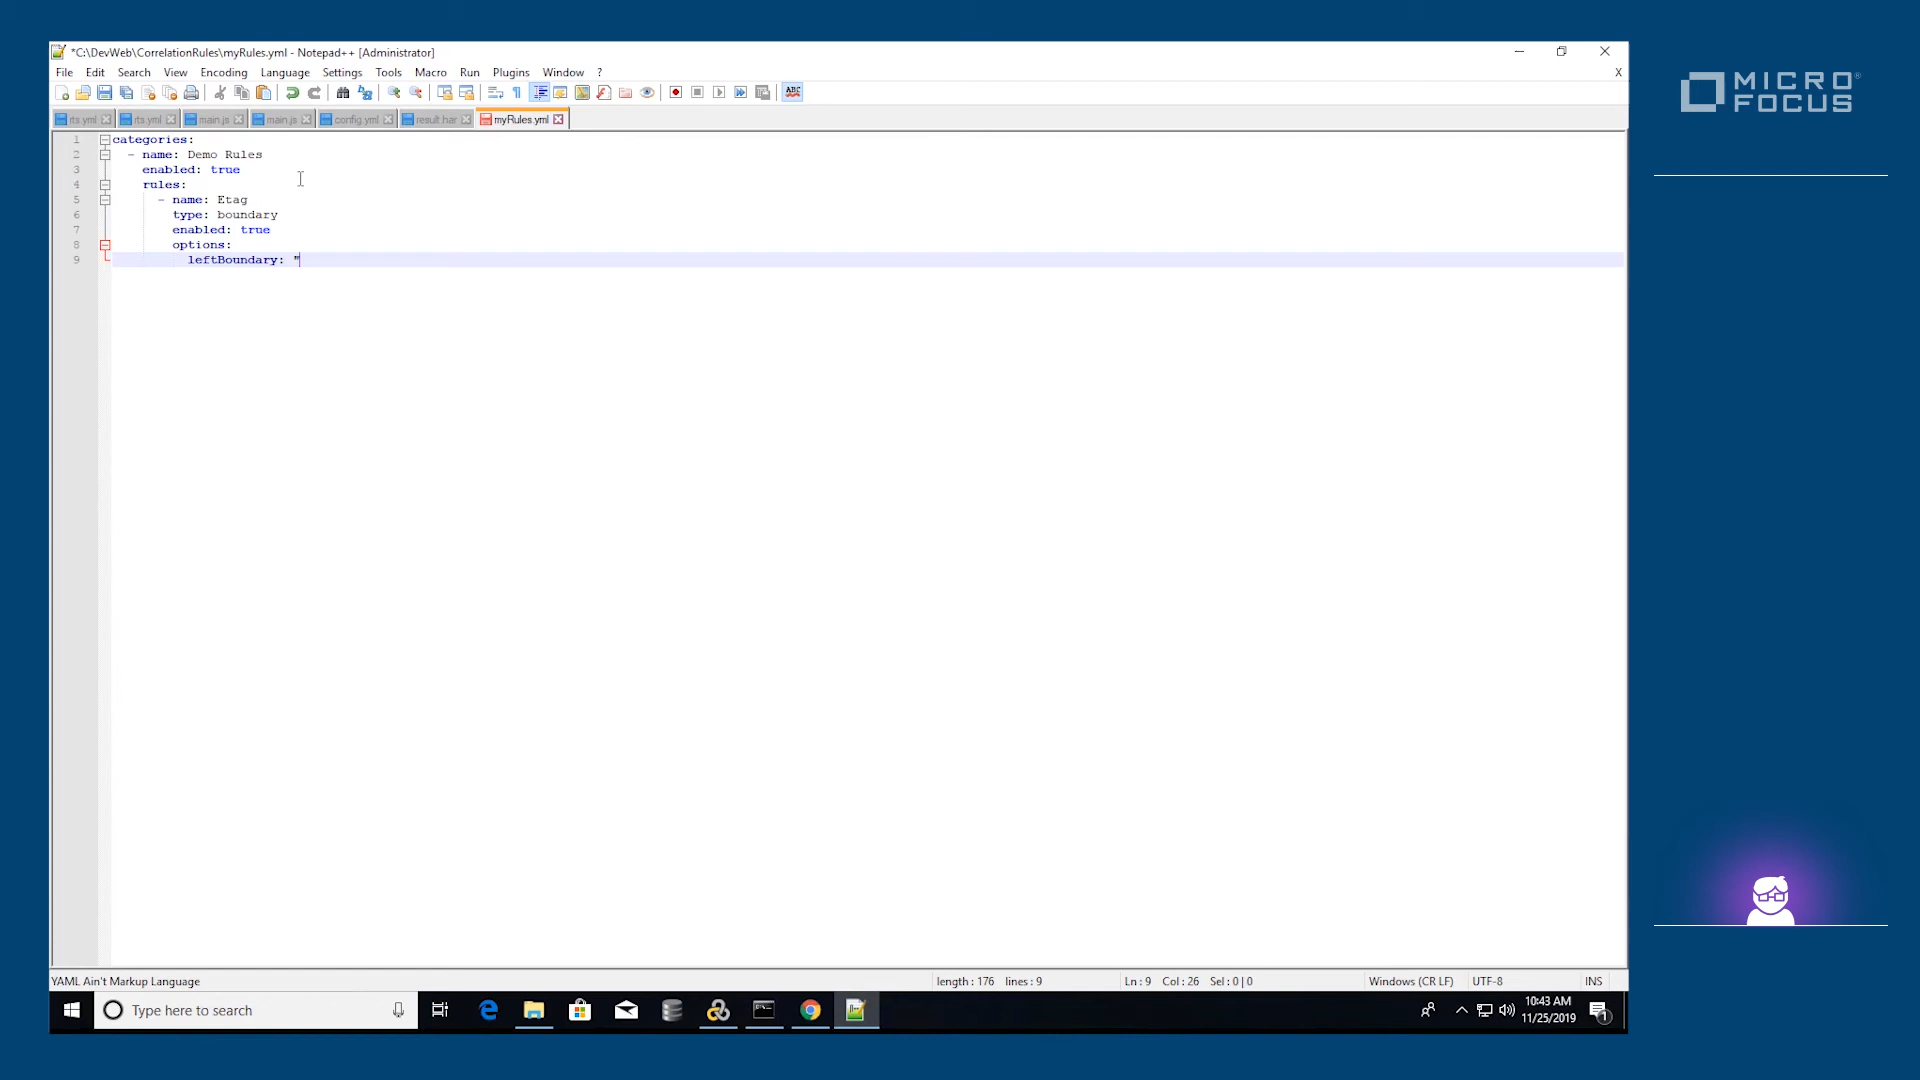 *C:\DevWeb\CorrelationRules\myRules.yml - Notepad++ [Administrator]
File Edit Search View Encoding Language Settings Tools Macro Run Plugins Window ? X
ABC
rts.yml rts.yml main.js main.js config.yml result.har myRules.yml
1 categories:
2 - name: Demo Rules
3 enabled: true
4 rules:
5 - name: Etag
6 type: boundary
7 enabled: true
8 options:
9 leftBoundary: "
YAML Ain't Markup Language length : 176 lines : 9 Ln : 9 Col : 26 Sel : 0 | 0 Windows (CR LF) UTF-8 INS
Type here to search
10:43 AM
11/25/2019
1
MICRO
FOCUS®